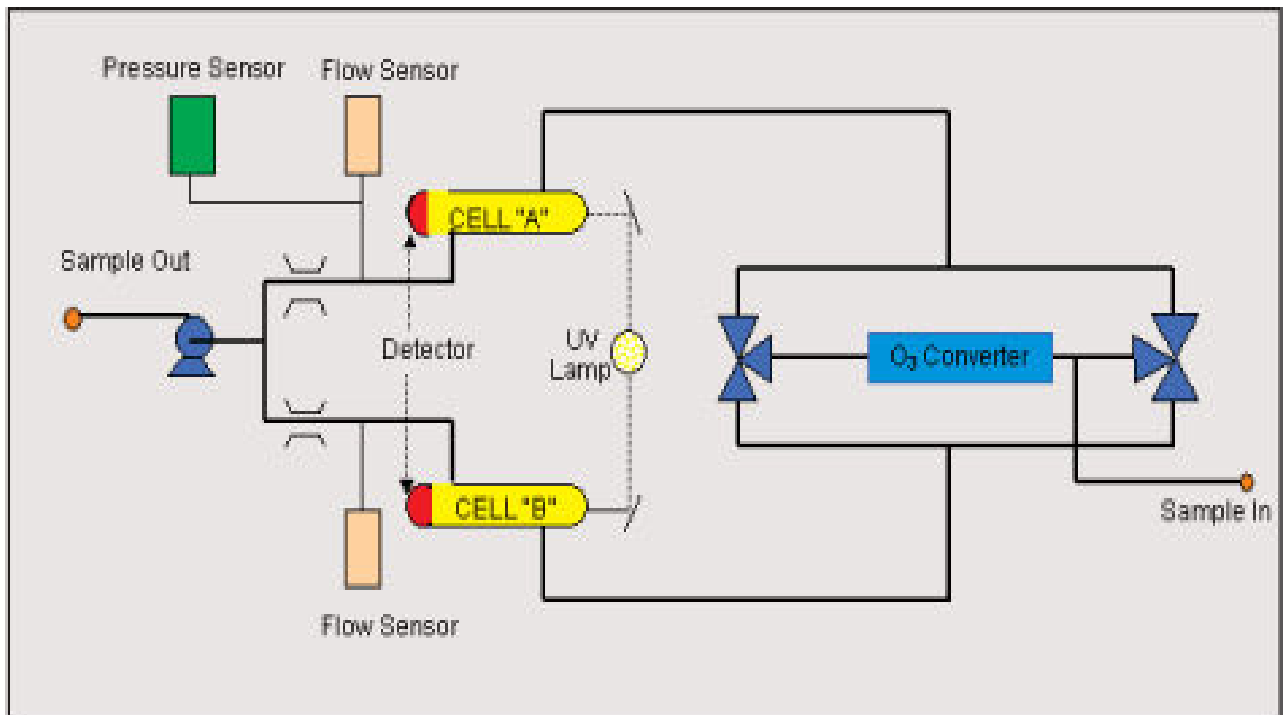 Pressure Sensor
Flow Sensor
CELL "A"
Sample Out
Detector
UV
Lamp
O₃ Converter
CELL "B"
Sample In
Flow Sensor